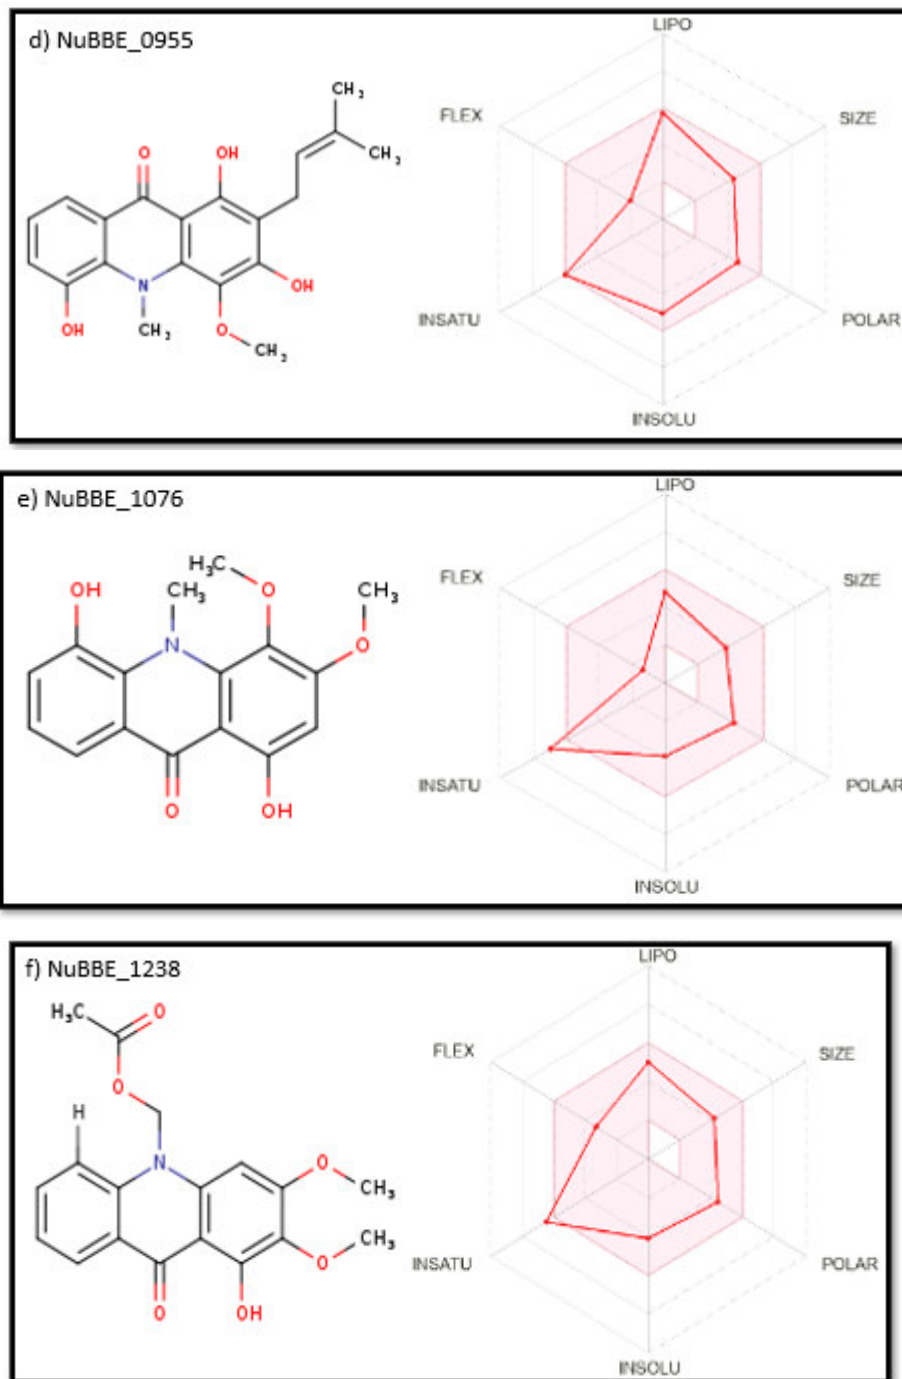 d) NuBBE_0955
LIPO
FLEX
SIZE
CH3
CH3
O
OH
N
OH
OH
CH3
O
CH3
INSATU
POLAR
INSOLU
e) NuBBE_1076
LIPO
FLEX
SIZE
H3C
OH
CH3
O
CH3
N
O
O
OH
INSATU
POLAR
INSOLU
f) NuBBE_1238
LIPO
FLEX
SIZE
H3C
O
O
H
N
O
CH3
O
CH3
O
OH
INSATU
POLAR
INSOLU